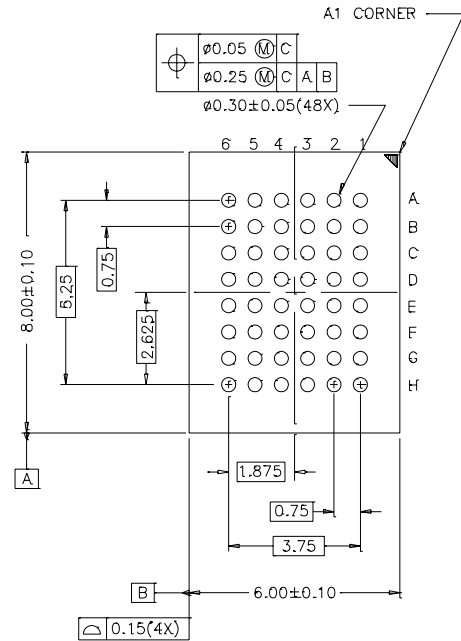 A1 CORNER
ø0.05 Ⓜ C
ø0.25 Ⓜ C A B
ø0.30±0.05(48X)
6 5 4 3 2 1
A
B
C
D
E
F
G
H
8.00±0.10
5.25
0.75
2.625
A
1.875
0.75
3.75
B
6.00±0.10
0.15(4X)